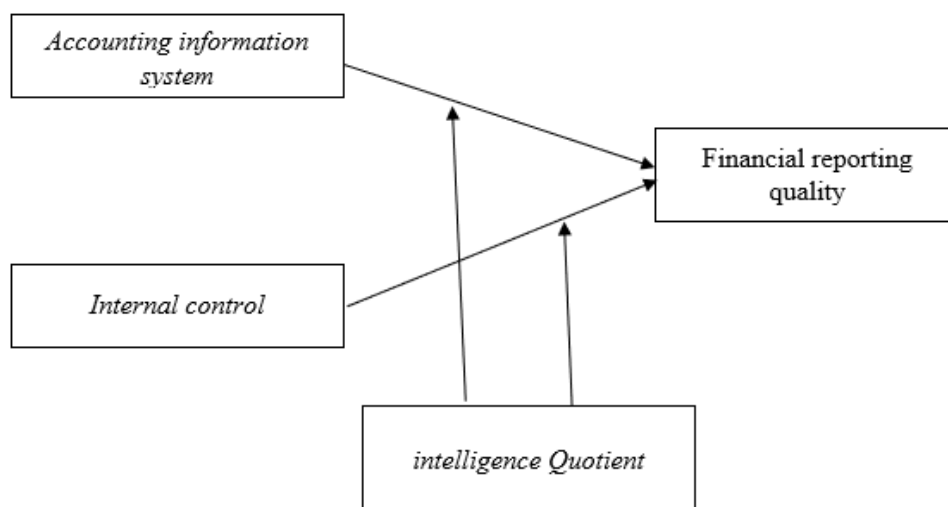 Accounting information
system
Financial reporting
quality
Internal control
intelligence Quotient